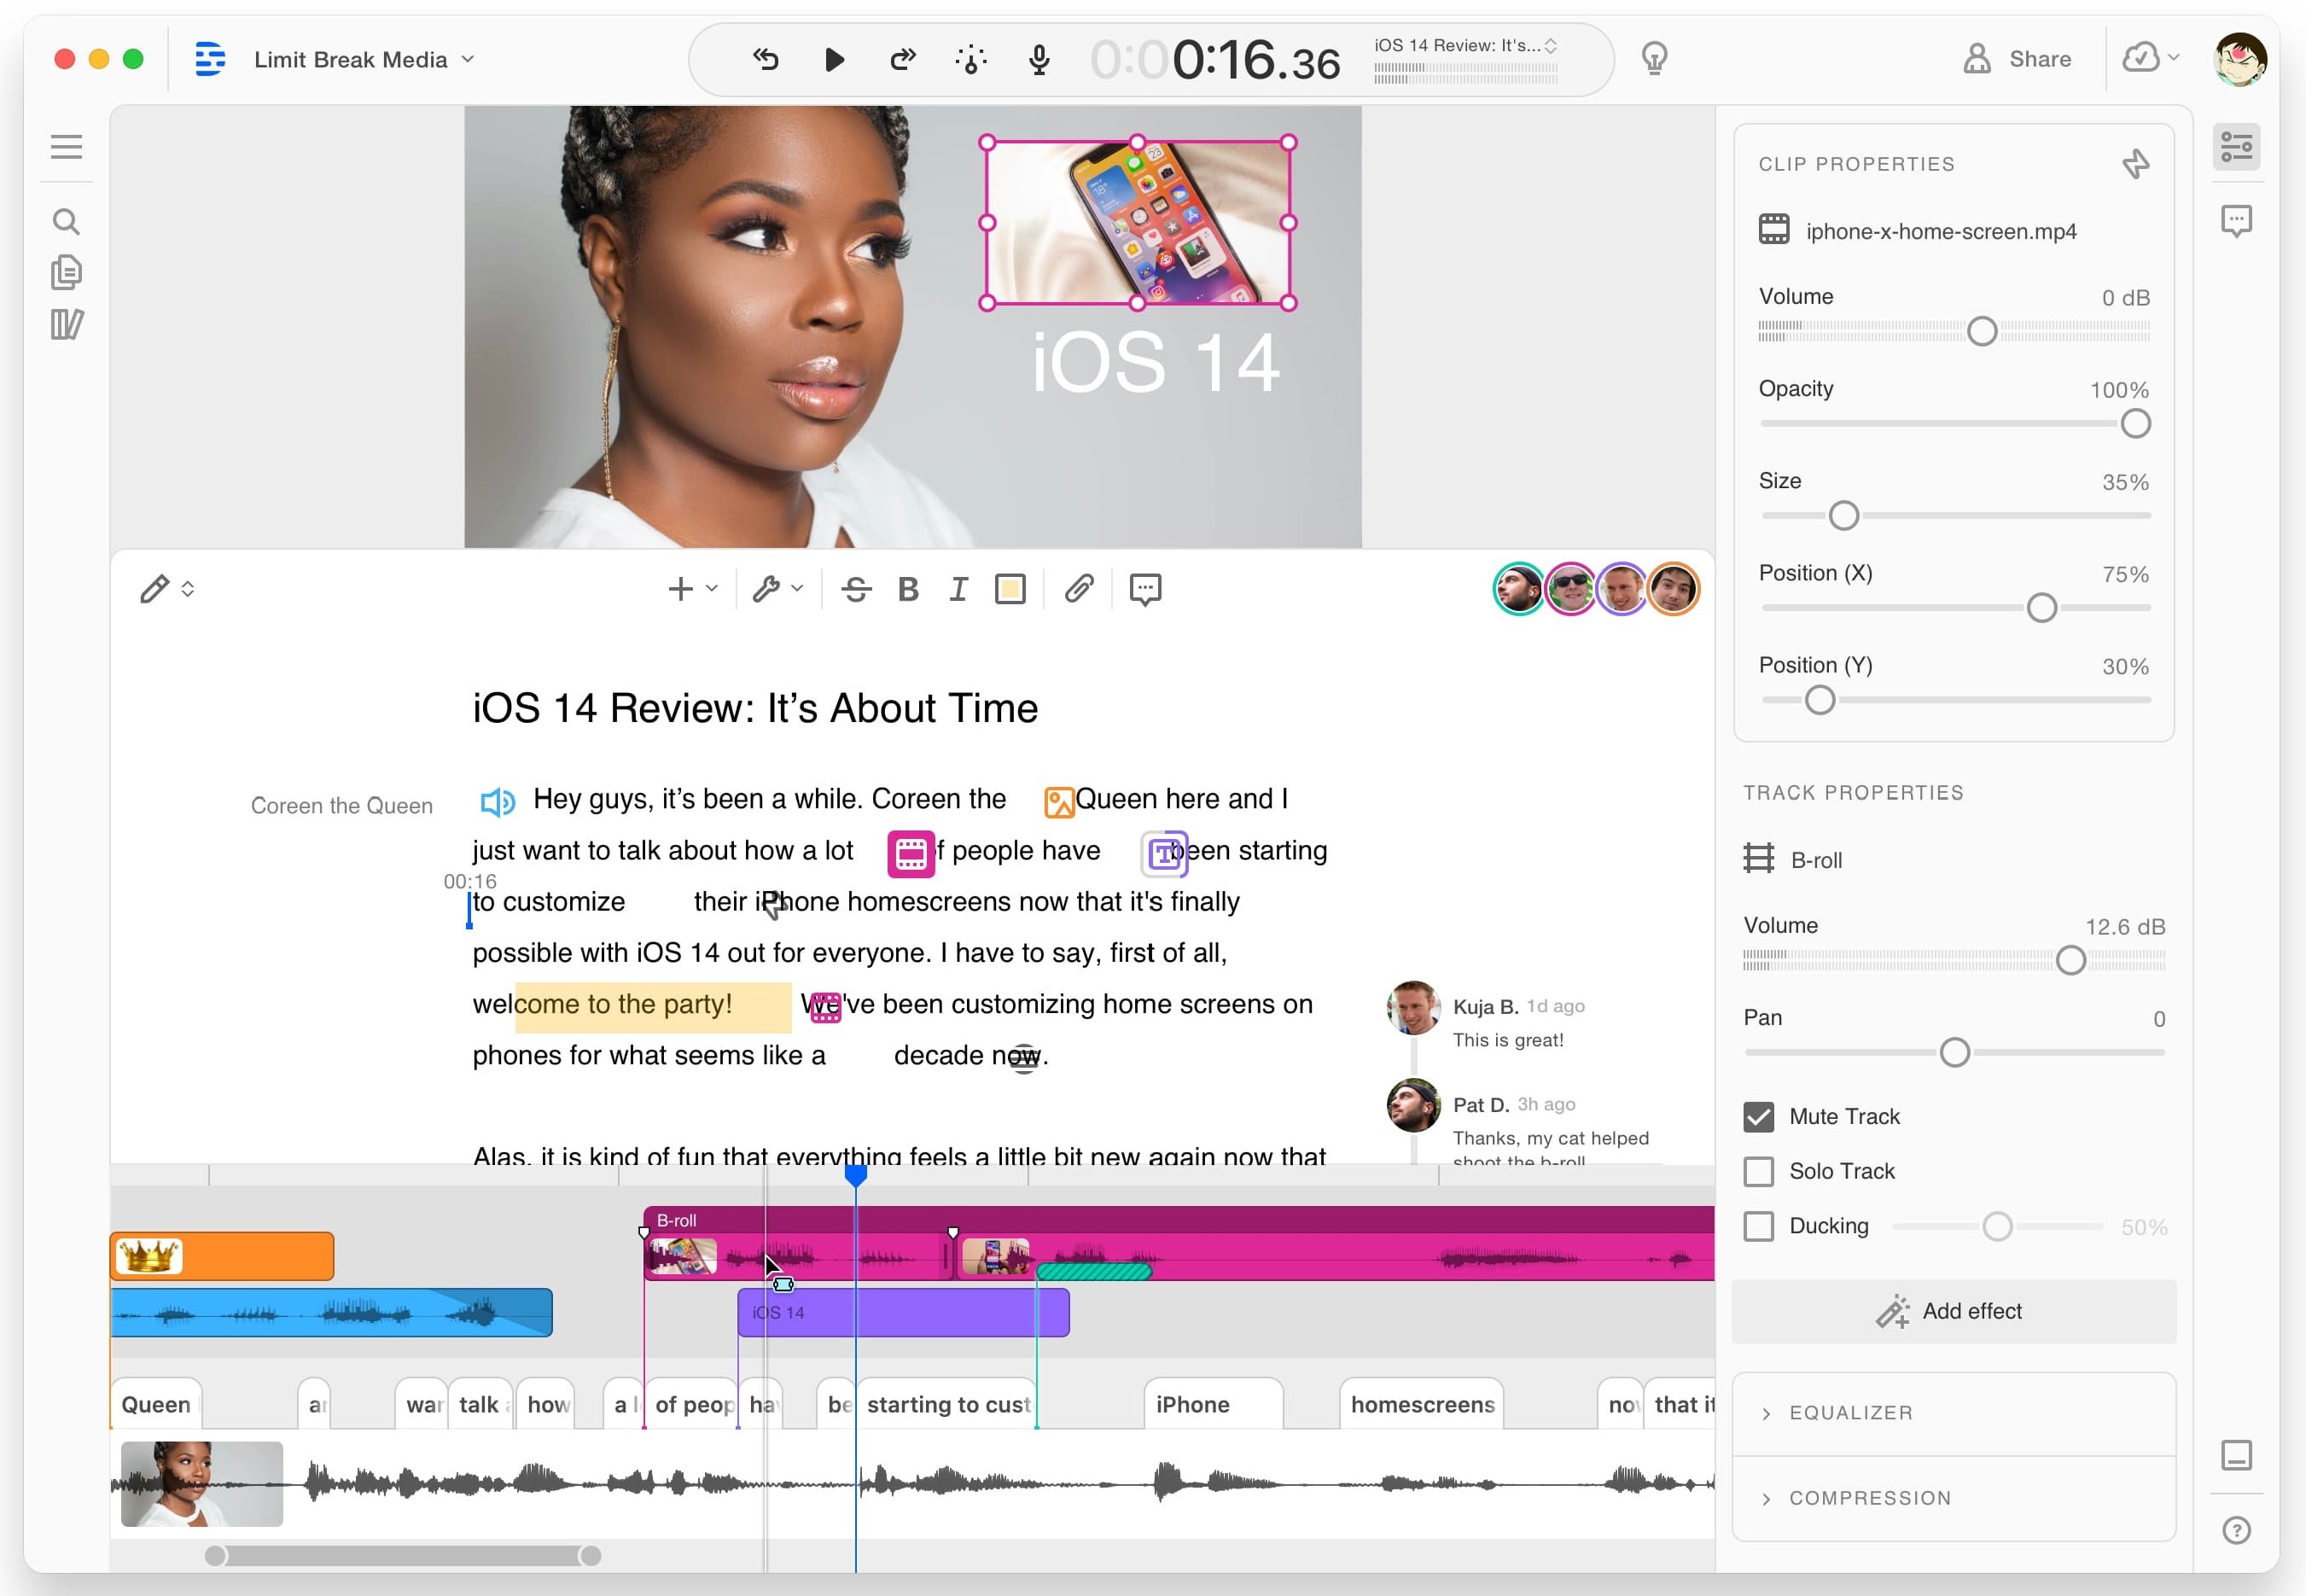 Limit Break Media
0:00:16.36
iOS 14 Review: It's...
Share
iOS 14
CLIP PROPERTIES
iphone-x-home-screen.mp4
Volume 0 dB
Opacity 100%
Size 35%
Position (X) 75%
Position (Y) 30%
TRACK PROPERTIES
B-roll
Volume 12.6 dB
Pan 0
Mute Track
Solo Track
Ducking 50%
Add effect
EQUALIZER
COMPRESSION
B I
iOS 14 Review: It’s About Time
Coreen the Queen
Hey guys, it’s been a while. Coreen the Queen here and I
just want to talk about how a lot of people have been starting
00:16
to customize their iPhone homescreens now that it's finally
possible with iOS 14 out for everyone. I have to say, first of all,
welcome to the party! We've been customizing home screens on
phones for what seems like a decade now.
Alas, it is kind of fun that everything feels a little bit new again now that
Kuja B. 1d ago
This is great!
Pat D. 3h ago
Thanks, my cat helped
shoot the b-roll
B-roll
iOS 14
Queen
talk
how
of peop
starting to cust
iPhone
homescreens
that it